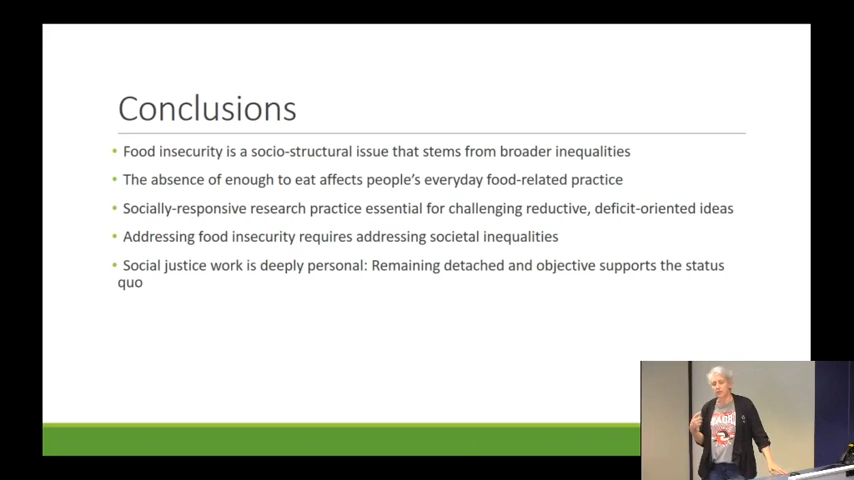 Conclusions
• Food insecurity is a socio-structural issue that stems from broader inequalities
• The absence of enough to eat affects people's everyday food-related practice
• Socially-responsive research practice essential for challenging reductive, deficit-oriented ideas
• Addressing food insecurity requires addressing societal inequalities
• Social justice work is deeply personal: Remaining detached and objective supports the status
quo